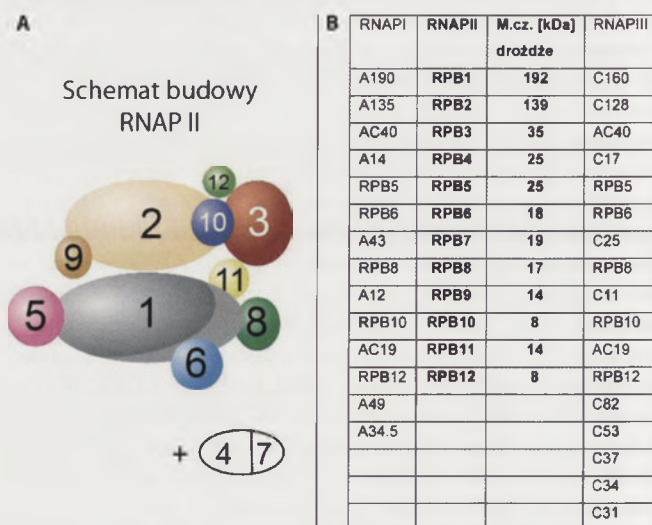 A
Schemat budowy
RNAP II
12
2
10
3
9
11
5
1
8
6
+ 4 7
B
RNAPI RNAPII M.cz. [kDa] drożdże RNAPIII
A190 RPB1 192 C160
A135 RPB2 139 C128
AC40 RPB3 35 AC40
A14 RPB4 25 C17
RPB5 RPB5 25 RPB5
RPB6 RPB6 18 RPB6
A43 RPB7 19 C25
RPB8 RPB8 17 RPB8
A12 RPB9 14 C11
RPB10 RPB10 8 RPB10
AC19 RPB11 14 AC19
RPB12 RPB12 8 RPB12
A49 C82
A34.5 C53
C37
C34
C31